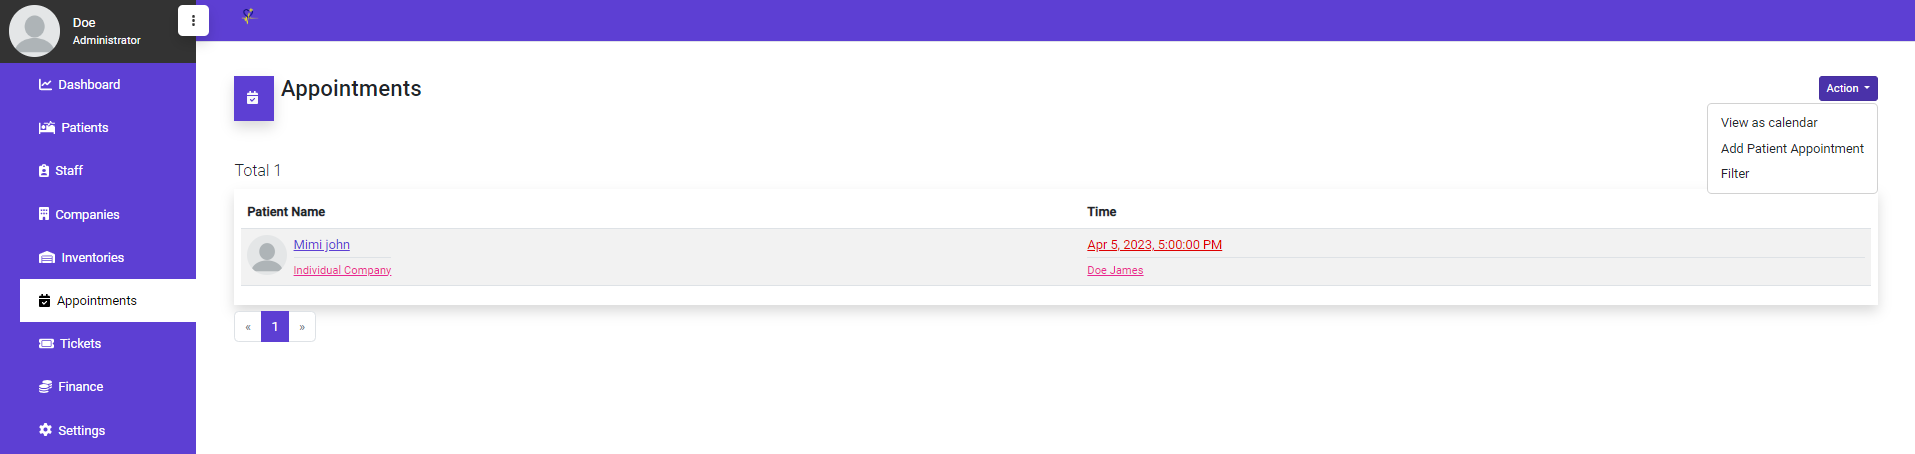 Doe
Administrator
Dashboard
Patients
Staff
Companies
Inventories
Appointments
Tickets
Finance
Settings
Appointments
Action
View as calendar
Add Patient Appointment
Filter
Total 1
Patient Name Time
Mimi john Apr 5, 2023, 5:00:00 PM
Individual Company Doe James
« 1 »